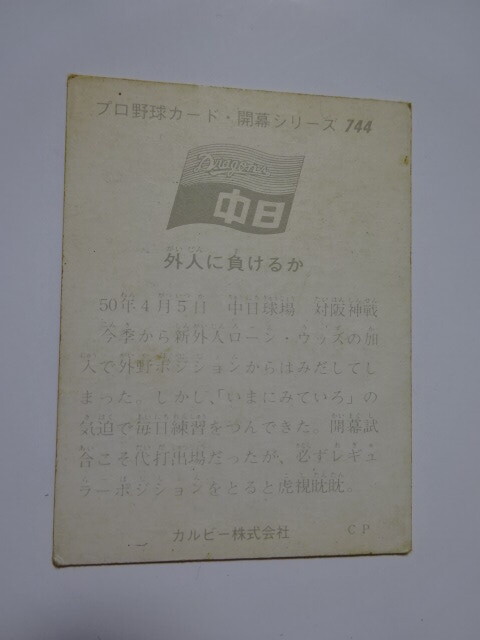 プロ野球カード・開幕シリーズ 744
Dragons
中日
外人に負けるか
50年4月5日 中日球場 対阪神戦
今季から新外人ローン・ウッズの加
入で外野ポジションからはみだしてし
まった。しかし、「いまにみていろ」の
気迫で毎日練習をつんできた。開幕試
合こそ代打出場だったが、必ずレギュ
ラーポジションをとると虎視眈眈。
カルビー株式会社 CP